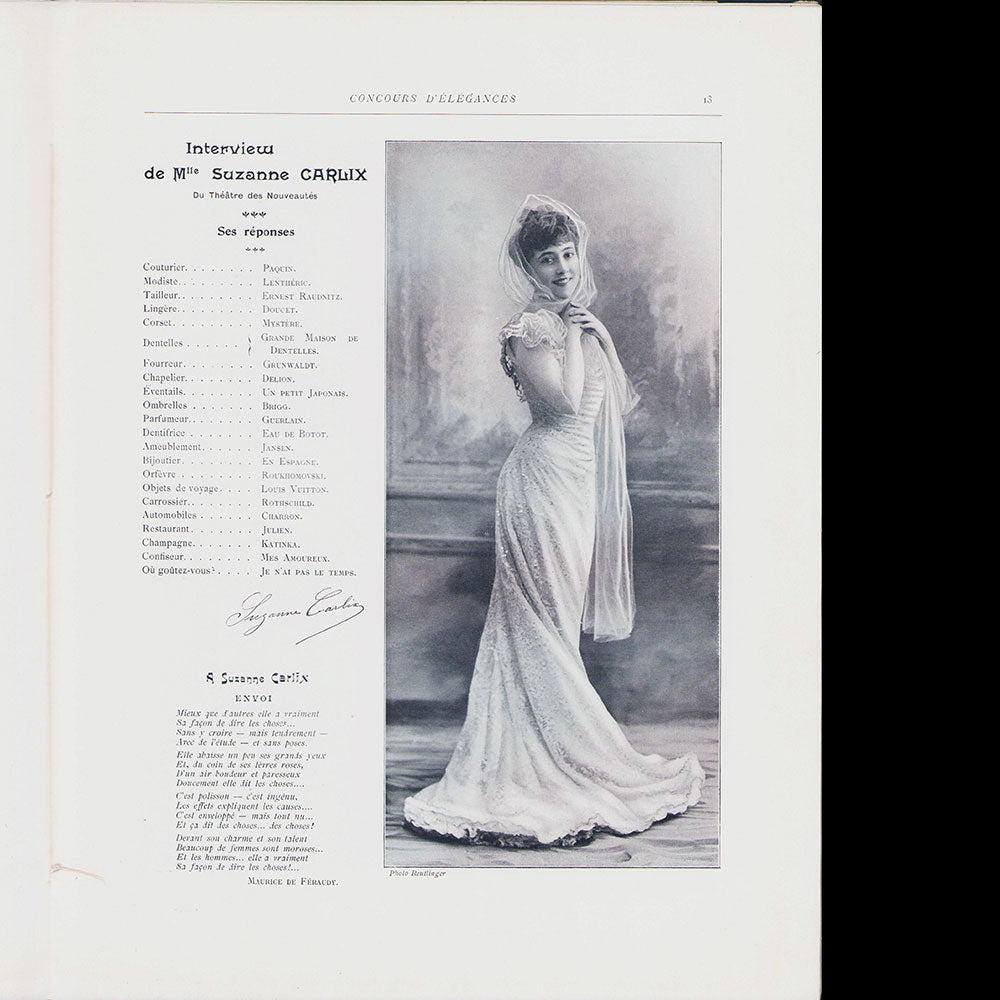 CONCOURS D'ÉLÉGANCES 13
Interview
de Mlle Suzanne CARLIX
Du Théâtre des Nouveautés
Ses réponses
Couturier. . . . . . . . PAQUIN.
Modiste. . . . . . . . LENTHÉRIC.
Tailleur. . . . . . . . ERNEST RAUDNITZ.
Lingère. . . . . . . . DOUCET.
Corset. . . . . . . . MYSTÈRE.
Dentelles . . . . . . } GRANDE MAISON DE
DENTELLES.
Fourreur. . . . . . . . GRUNWALDT.
Chapelier. . . . . . . . DELION.
Éventails. . . . . . . UN PETIT JAPONAIS.
Ombrelles . . . . . . BRIGG.
Parfumeur. . . . . . . GUERLAIN.
Dentifrice . . . . . . EAU DE BOTOT.
Ameublement. . . . . . JANSEN.
Bijoutier. . . . . . . EN ESPAGNE.
Orfèvre . . . . . . . ROUKHOMOVSKI.
Objets de voyage. . . . LOUIS VUITTON.
Carrossier. . . . . . . ROTHSCHILD.
Automobiles . . . . . . CHARRON.
Restaurant. . . . . . . JULIEN.
Champagne. . . . . . . KATINKA.
Confiseur. . . . . . . MES AMOUREUX.
Où goûtez-vous? . . . . JE N'AI PAS LE TEMPS.
Suzanne Carlix
A Suzanne Carlix
ENVOI
Mieux que d'autres elle a vraiment
Sa façon de dire les choses...
Sans y croire — mais tendrement —
Avec de l'étude — et sans poses.
Elle abaisse un peu ses grands yeux
Et, du coin de ses lèvres roses,
D'un air boudeur et paresseux
Doucement elle dit les choses....
C'est polisson — c'est ingénu,
Les effets expliquent les causes....
C'est enveloppé — mais tout nu...
Et ça dit des choses... des choses!
Devant son charme et son talent
Beaucoup de femmes sont moroses...
Et les hommes... elle a vraiment
Sa façon de dire les choses!...
MAURICE DE FÉRAUDY.
Photo Reutlinger